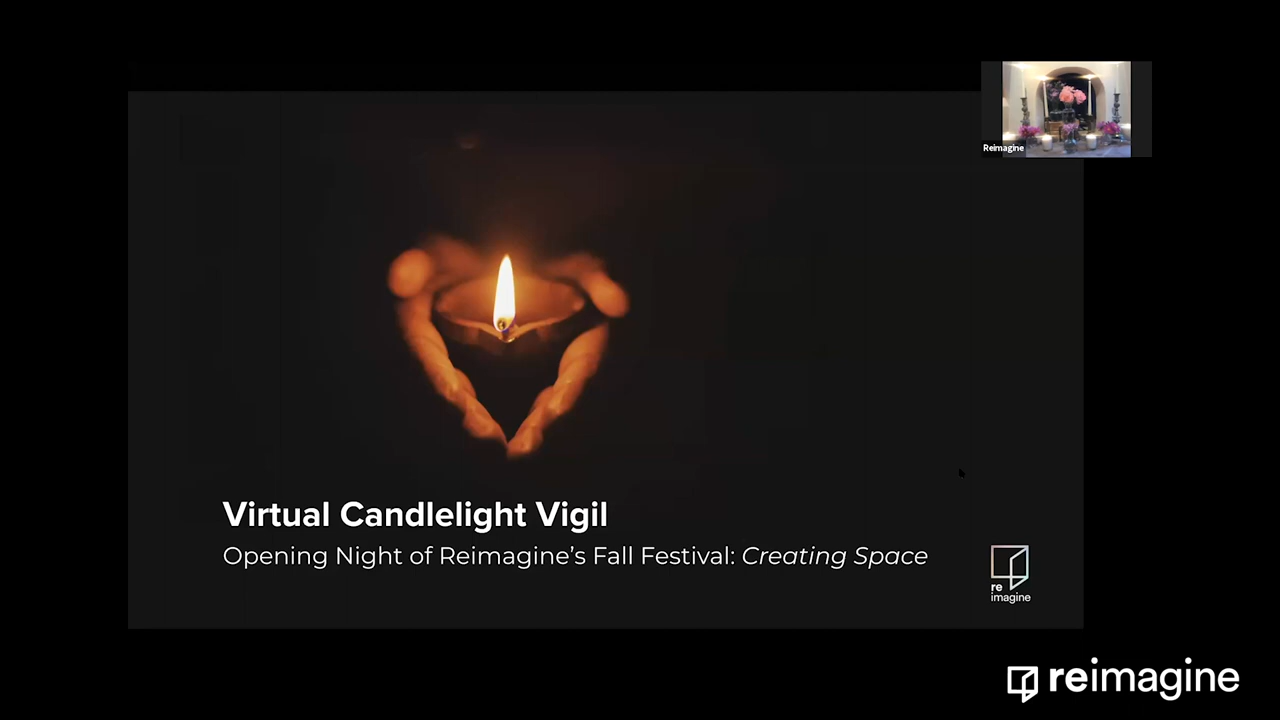 Reimagine
Virtual Candlelight Vigil
Opening Night of Reimagine's Fall Festival: Creating Space
re
imagine
reimagine